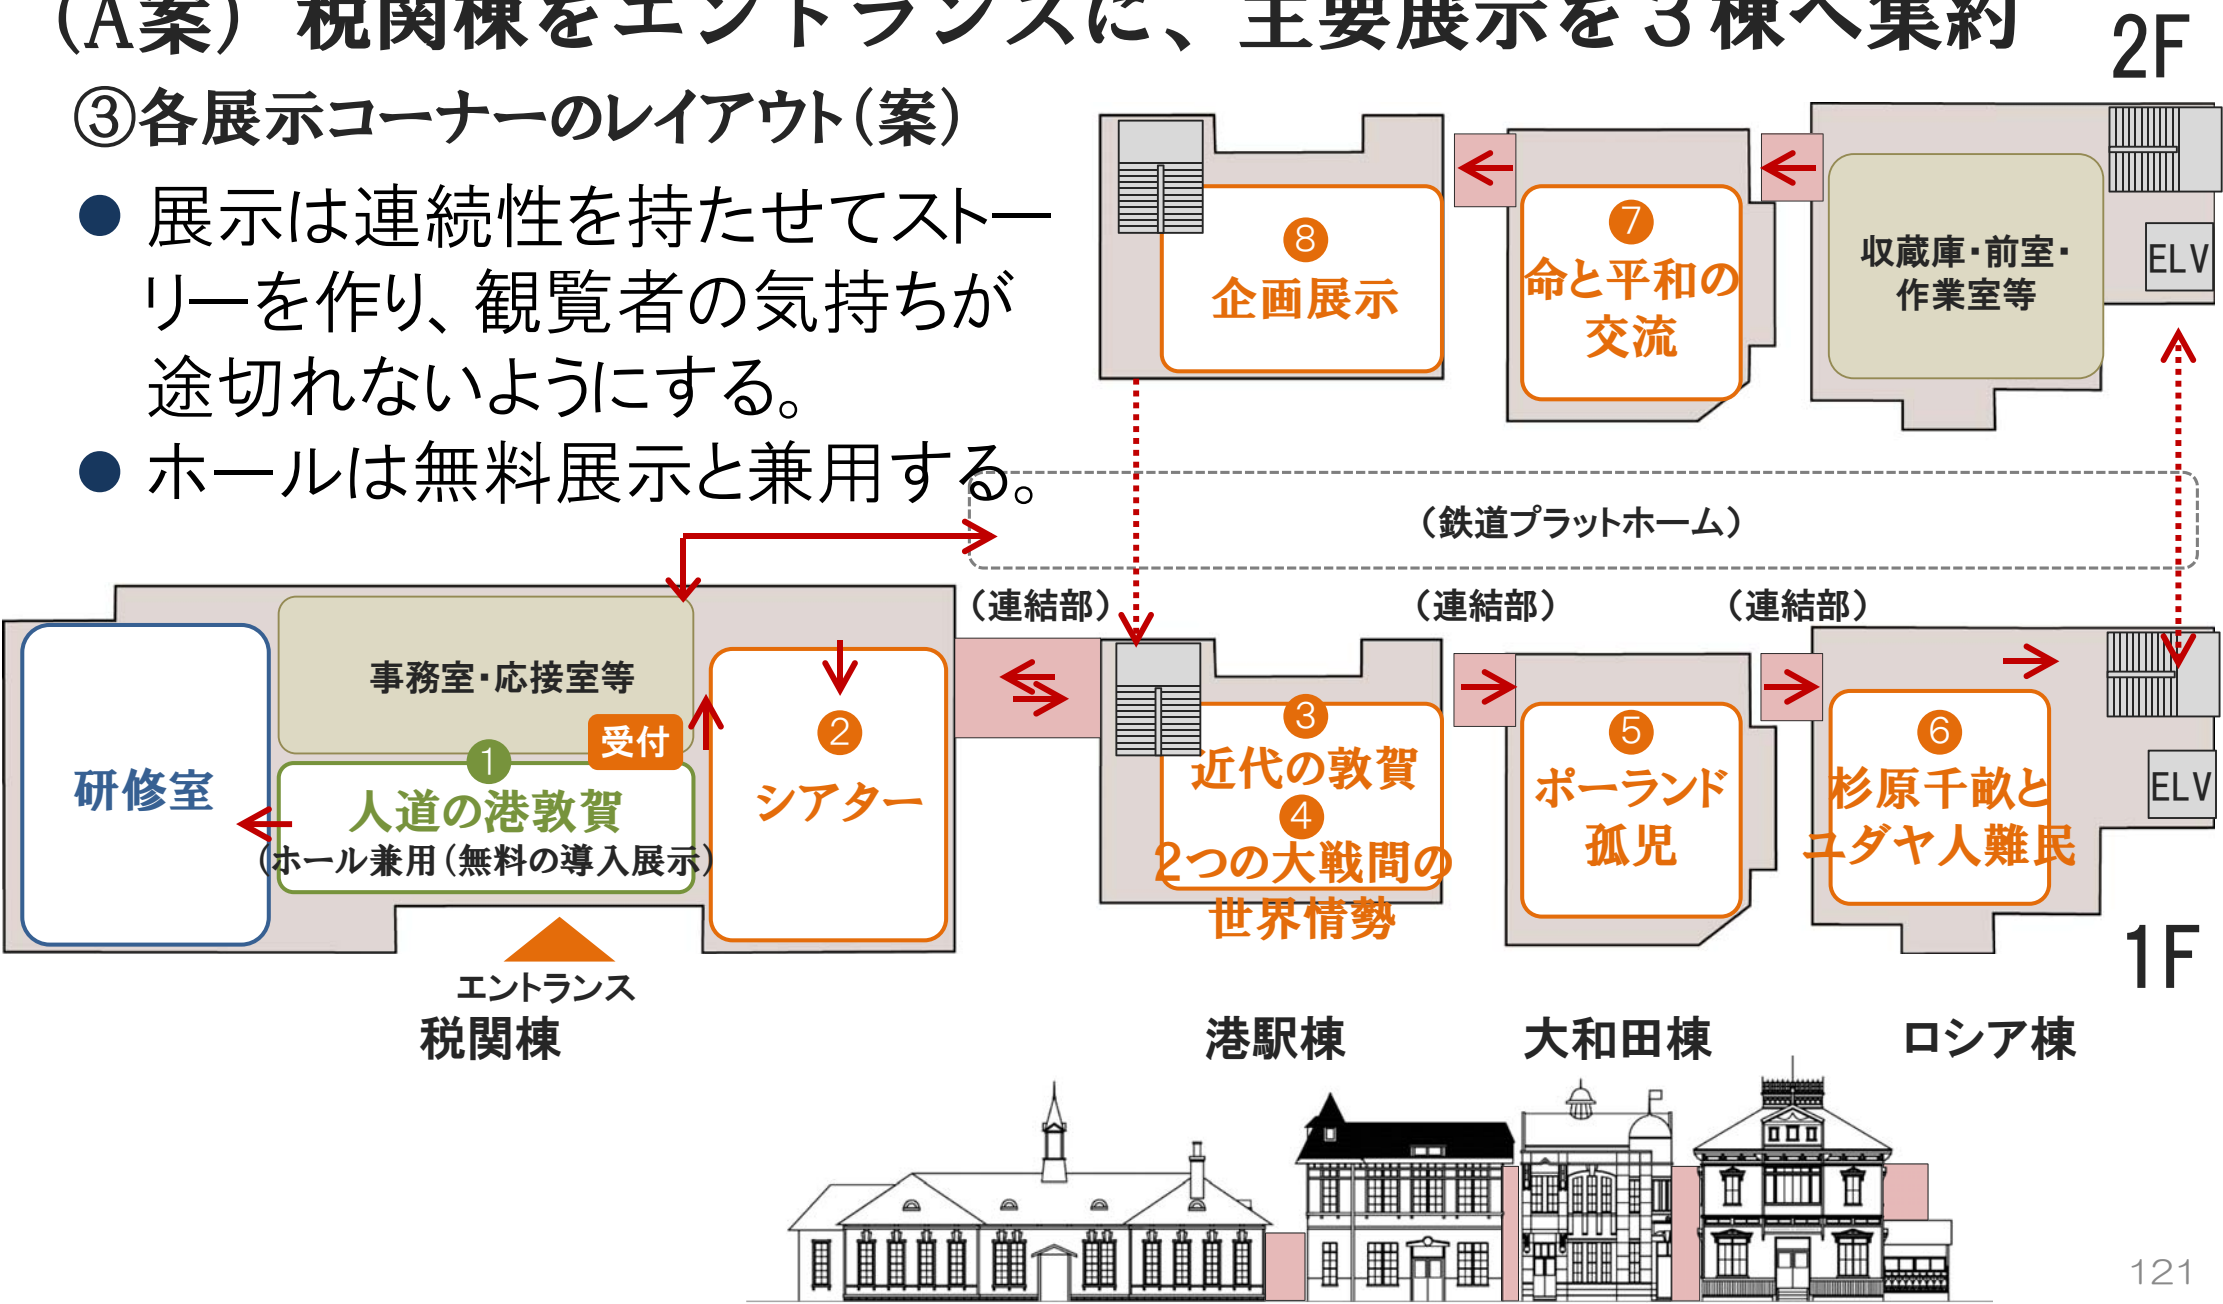 (A案) 税関棟をエントランスに、主要展示を３棟へ集約
2F
③各展示コーナーのレイアウト(案)
● 展示は連続性を持たせてストー
リーを作り、観覧者の気持ちが
途切れないようにする。
● ホールは無料展示と兼用する。
8
企画展示
7
命と平和の
交流
収蔵庫・前室・
作業室等
ELV
(鉄道プラットホーム)
(連結部)
(連結部)
(連結部)
研修室
事務室・応接室等
受付
1
人道の港敦賀
(ホール兼用(無料の導入展示)
2
シアター
3
近代の敦賀
4
2つの大戦間の
世界情勢
5
ポーランド
孤児
6
杉原千畝と
ユダヤ人難民
ELV
1F
エントランス
税関棟
港駅棟
大和田棟
ロシア棟
121